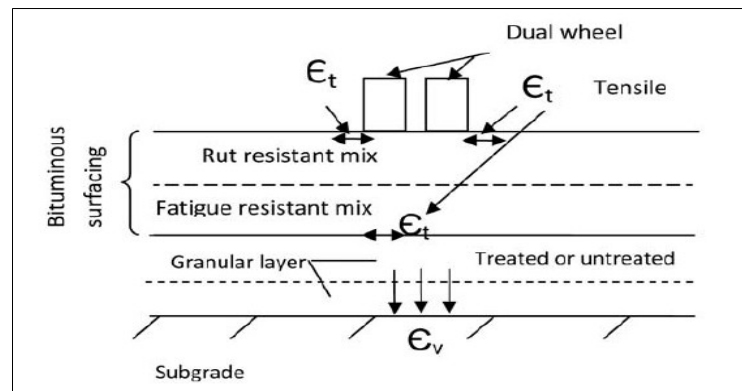 Dual wheel
Єt
Єt
Tensile
Rut resistant mix
Bituminous
surfacing
Fatigue resistant mix
Єt
Granular layer
Treated or untreated
Єv
Subgrade